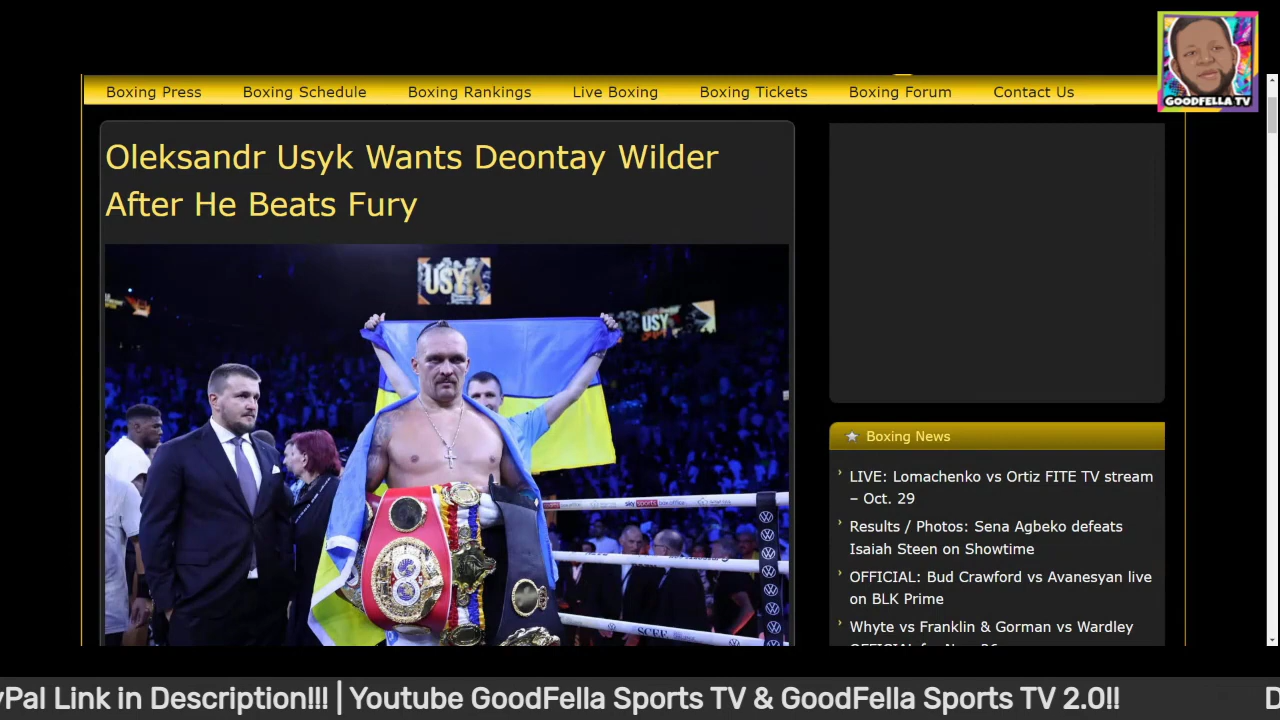 GOODFELLA TV
Boxing Press
Boxing Schedule
Boxing Rankings
Live Boxing
Boxing Tickets
Boxing Forum
Contact Us
Oleksandr Usyk Wants Deontay Wilder
After He Beats Fury
USYK
USY
Boxing News
LIVE: Lomachenko vs Ortiz FITE TV stream
– Oct. 29
Results / Photos: Sena Agbeko defeats
Isaiah Steen on Showtime
OFFICIAL: Bud Crawford vs Avanesyan live
on BLK Prime
Whyte vs Franklin & Gorman vs Wardley
yPal Link in Description!!! | Youtube GoodFella Sports TV & GoodFella Sports TV 2.0!!
D